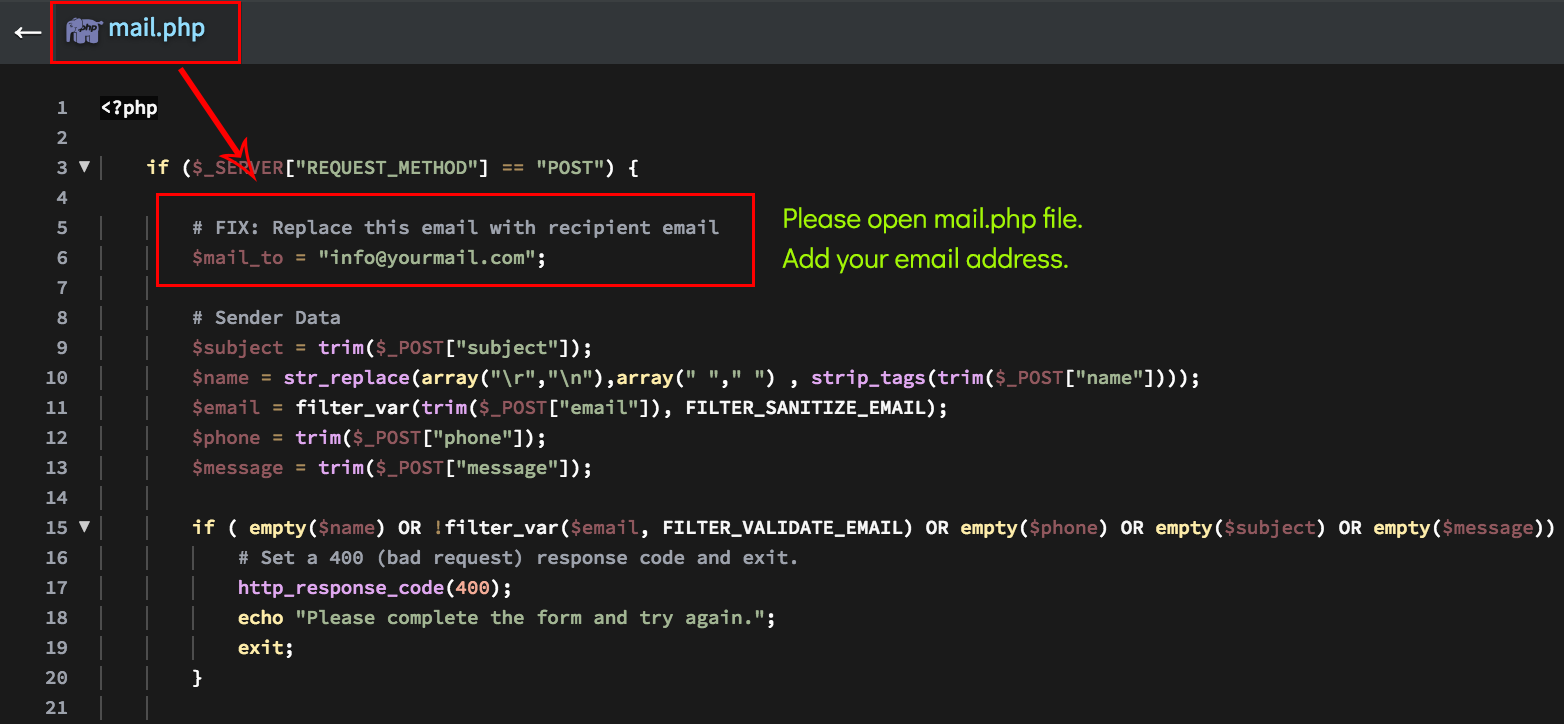 ← php mail.php
1 <?php
2
3 ▼ if ($_SERVER["REQUEST_METHOD"] == "POST") {
4
5 # FIX: Replace this email with recipient email
Please open mail.php file.
6 $mail_to = "info@yourmail.com";
Add your email address.
7
8 # Sender Data
9 $subject = trim($_POST["subject"]);
10 $name = str_replace(array("\r","\n"),array(" "," ") , strip_tags(trim($_POST["name"])));
11 $email = filter_var(trim($_POST["email"]), FILTER_SANITIZE_EMAIL);
12 $phone = trim($_POST["phone"]);
13 $message = trim($_POST["message"]);
14
15 ▼ if ( empty($name) OR !filter_var($email, FILTER_VALIDATE_EMAIL) OR empty($phone) OR empty($subject) OR empty($message))
16 # Set a 400 (bad request) response code and exit.
17 http_response_code(400);
18 echo "Please complete the form and try again.";
19 exit;
20 }
21